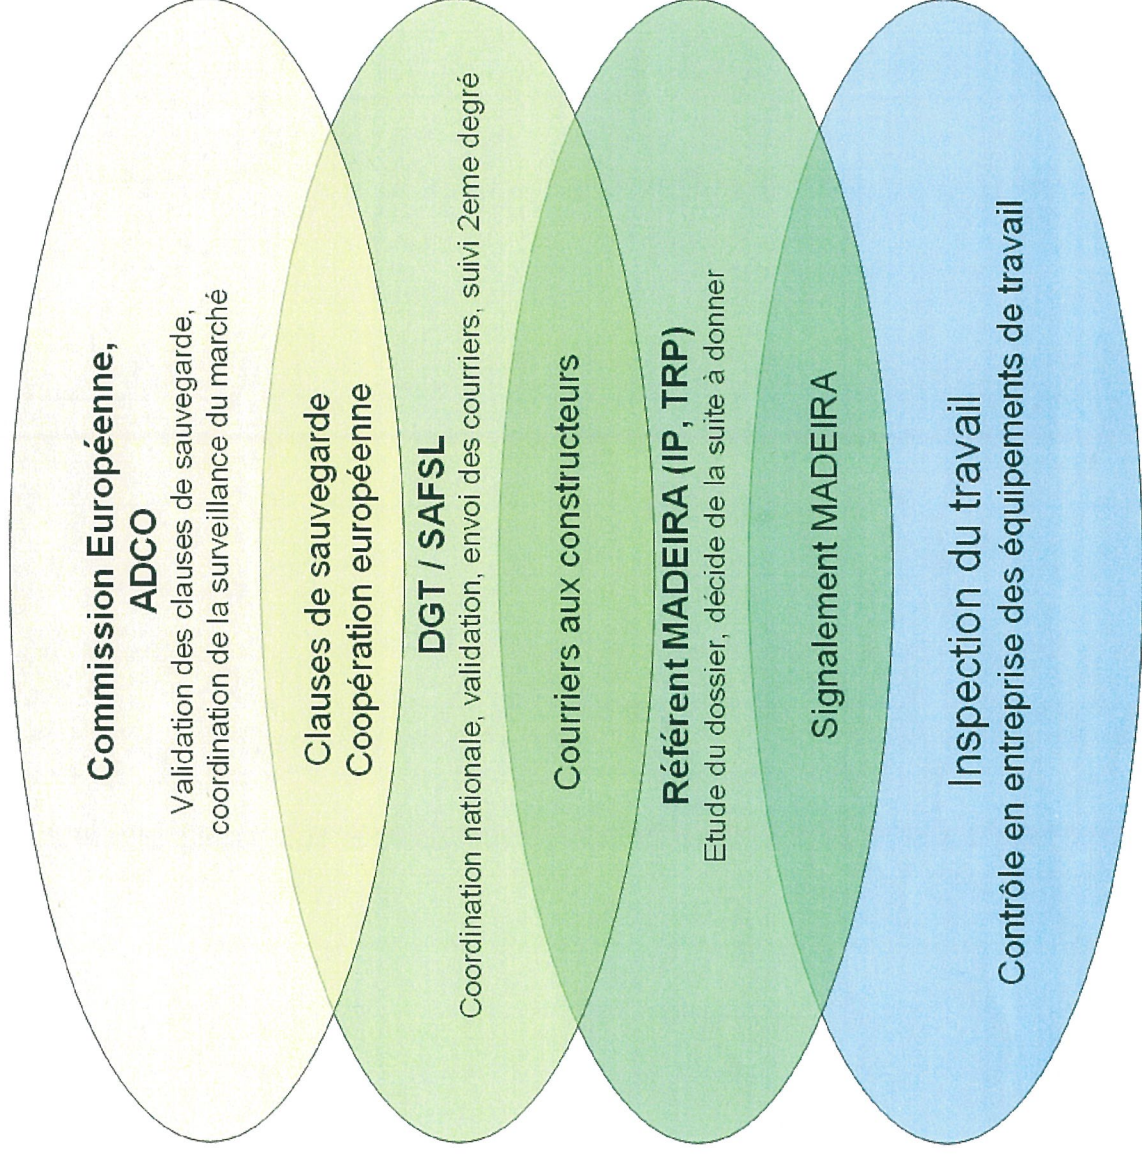 Commission Européenne,
ADCO
Validation des clauses de sauvegarde,
coordination de la surveillance du marché
Clauses de sauvegarde
Coopération européenne
DGT / SAFSL
Coordination nationale, validation, envoi des courriers, suivi 2eme degré
Courriers aux constructeurs
Référent MADEIRA (IP, TRP)
Etude du dossier, décide de la suite à donner
Signalement MADEIRA
Inspection du travail
Contrôle en entreprise des équipements de travail